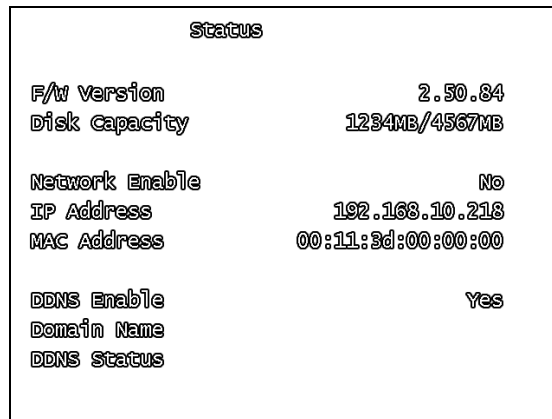 Status
F/W Version 2.50.84
Disk Capacity 1234MB/4567MB
Network Enable No
IP Address 192.168.10.218
MAC Address 00:11:3d:00:00:00
DDNS Enable Yes
Domain Name
DDNS Status